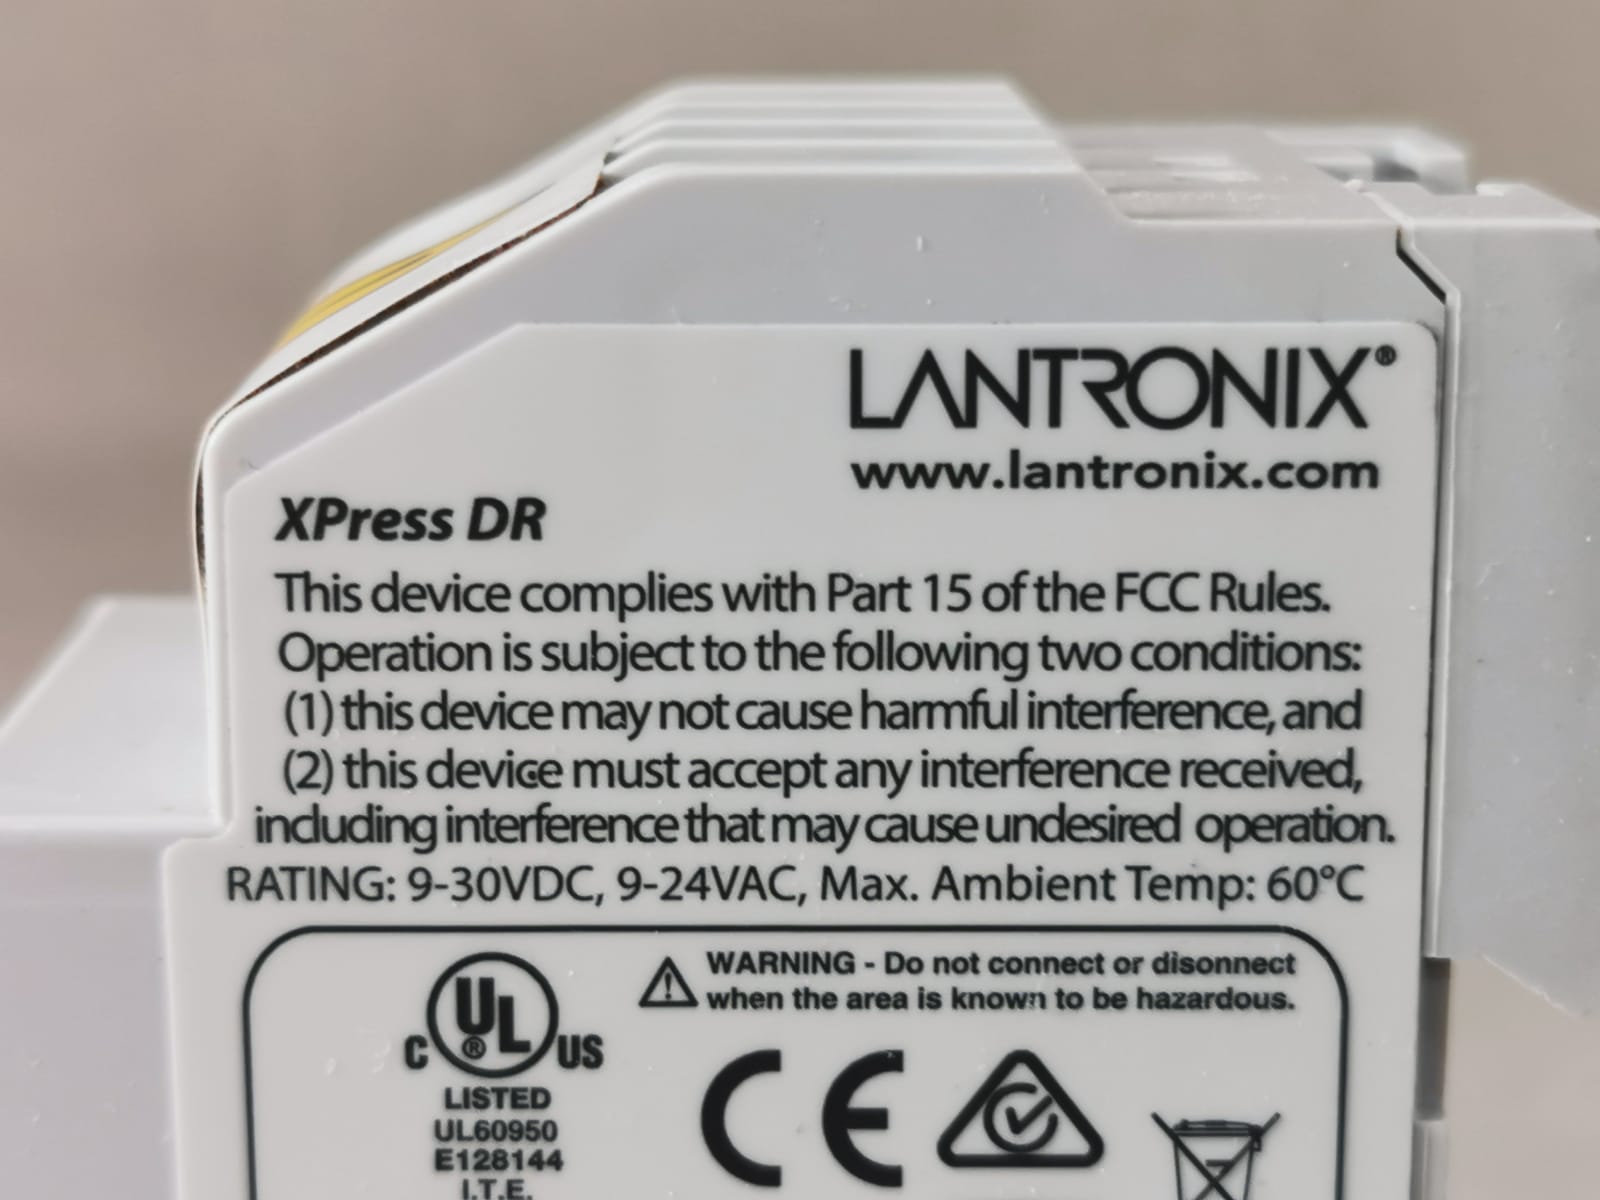 LANTRONIX®
www.lantronix.com
XPress DR
This device complies with Part 15 of the FCC Rules.
Operation is subject to the following two conditions:
(1) this device may not cause harmful interference, and
(2) this device must accept any interference received,
including interference that may cause undesired operation.
RATING: 9-30VDC, 9-24VAC, Max. Ambient Temp: 60°C
WARNING - Do not connect or disonnect
when the area is known to be hazardous.
C UL® US
LISTED
UL60950
E128144
I.T.E.
CE